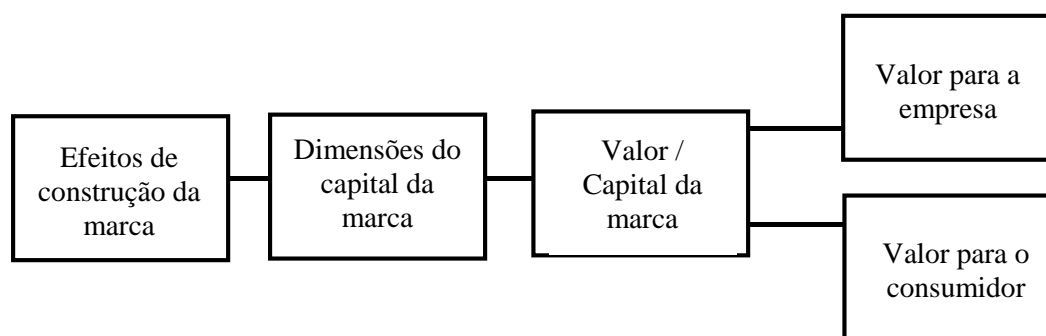 Efeitos de
construção da
marca
Dimensões do
capital da
marca
Valor /
Capital da
marca
Valor para a
empresa
Valor para o
consumidor